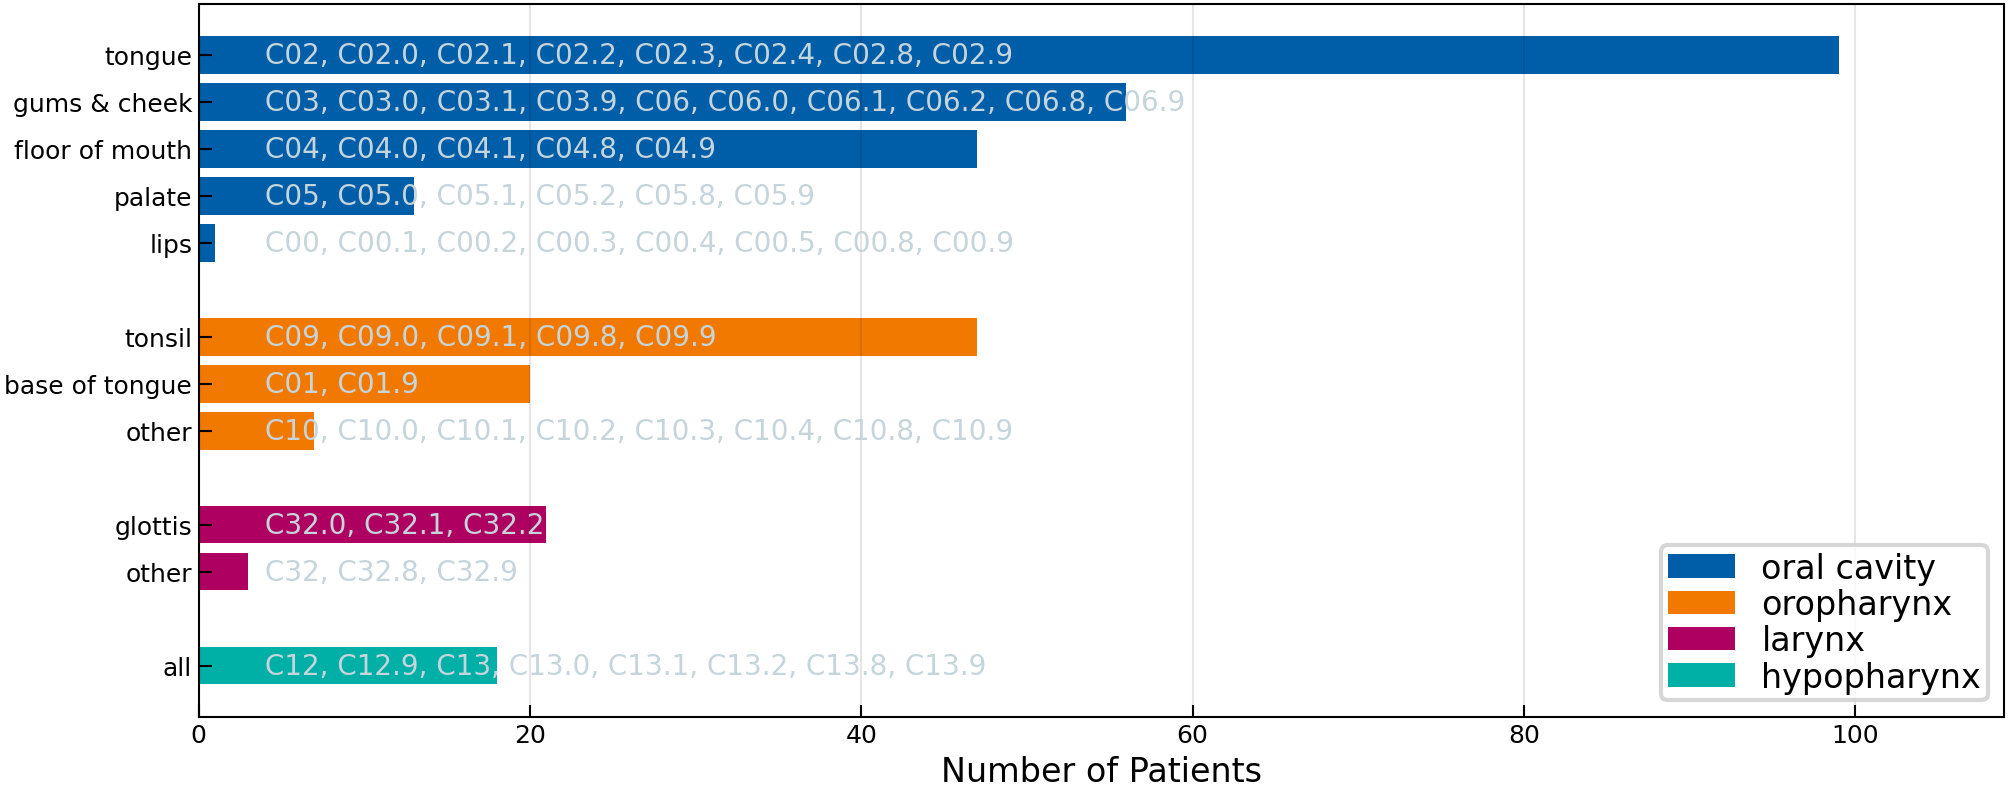 tongue C02, C02.0, C02.1, C02.2, C02.3, C02.4, C02.8, C02.9
gums & cheek C03, C03.0, C03.1, C03.9, C06, C06.0, C06.1, C06.2, C06.8, C06.9
floor of mouth C04, C04.0, C04.1, C04.8, C04.9
palate C05, C05.0, C05.1, C05.2, C05.8, C05.9
lips C00, C00.1, C00.2, C00.3, C00.4, C00.5, C00.8, C00.9
tonsil C09, C09.0, C09.1, C09.8, C09.9
base of tongue C01, C01.9
other C10, C10.0, C10.1, C10.2, C10.3, C10.4, C10.8, C10.9
glottis C32.0, C32.1, C32.2
other C32, C32.8, C32.9
all C12, C12.9, C13, C13.0, C13.1, C13.2, C13.8, C13.9
oral cavity
oropharynx
larynx
hypopharynx
0 20 40 60 80 100
Number of Patients